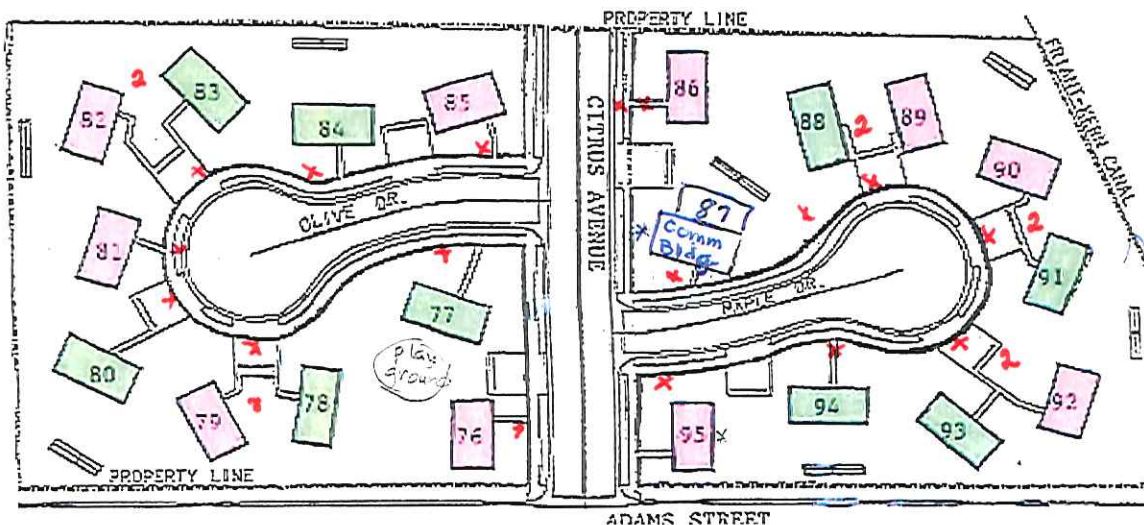 PROPERTY LINE
FRIANT-KERN CANAL
82
2
83
84
85
86
88
2
89
90
CITRUS AVENUE
OLIVE DR.
87
Comm
Bldg
81
2
91
77
MAPLE DR.
80
play
ground
79
78
76
95
94
93
2
92
PROPERTY LINE
ADAMS STREET